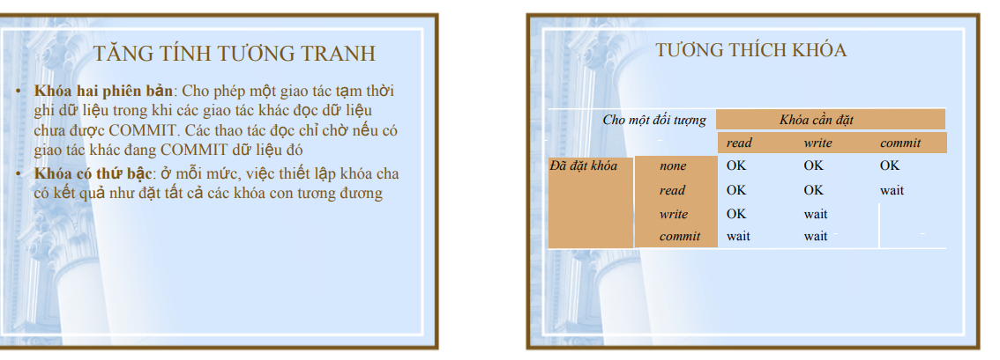 TĂNG TÍNH TƯƠNG TRANH
• Khóa hai phiên bản: Cho phép một giao tác tạm thời
ghi dữ liệu trong khi các giao tác khác đọc dữ liệu
chưa được COMMIT. Các thao tác đọc chỉ chờ nếu có
giao tác khác đang COMMIT dữ liệu đó
• Khóa có thứ bậc: ở mỗi mức, việc thiết lập khóa cha
có kết quả như đặt tất cả các khóa con tương đương
TƯƠNG THÍCH KHÓA
Cho một đối tượng Khóa cần đặt
read write commit
Đã đặt khóa none OK OK OK
read OK OK wait
write OK wait
commit wait wait